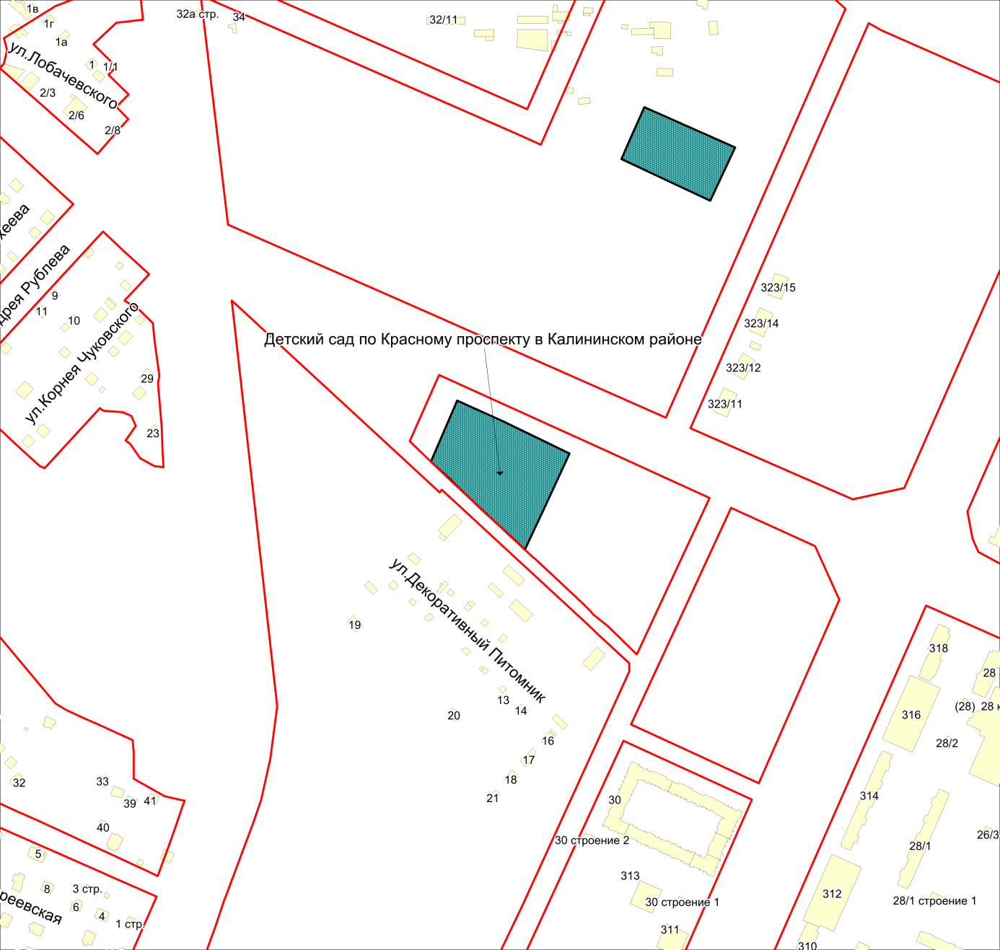 1в
32а стр.
34
32/11
1г
1а
ул.Лобачевского
1
1/1
2/3
2/6
2/8
323/15
9
11
10
323/14
Детский сад по Красному проспекту в Калининском районе
ул.Корнея Чуковского
323/12
29
323/11
23
ул.Декоративный Питомник
19
318
28
13
14
20
316
(28)
28 к
16
28/2
17
32
33
18
39
41
21
30
314
40
26/3
5
30 строение 2
28/1
313
8
3 стр.
6
312
30 строение 1
28/1 строение 1
4
1 стр.
311
310
хеева
дрея Рублева
реевская